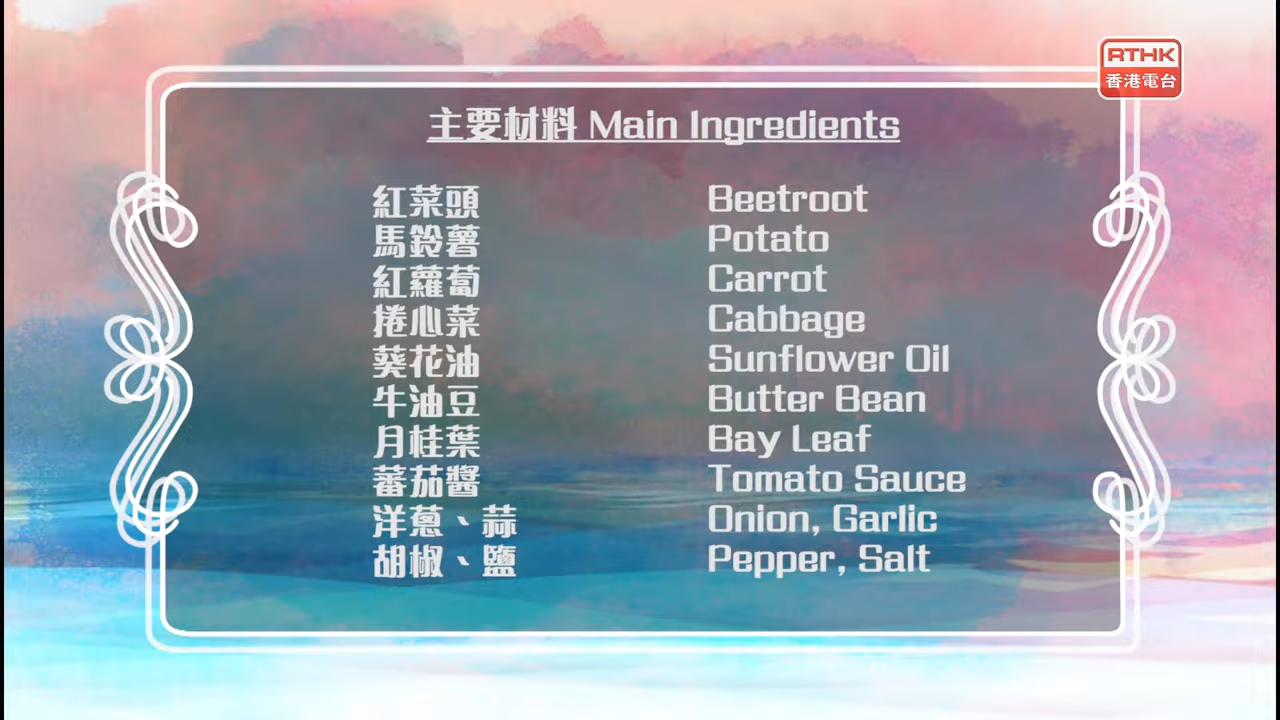 RTHK
香港電台
主要材料 Main Ingredients
紅菜頭 Beetroot
馬鈴薯 Potato
紅蘿蔔 Carrot
捲心菜 Cabbage
葵花油 Sunflower Oil
牛油豆 Butter Bean
月桂葉 Bay Leaf
蕃茄醬 Tomato Sauce
洋蔥、蒜 Onion, Garlic
胡椒、鹽 Pepper, Salt